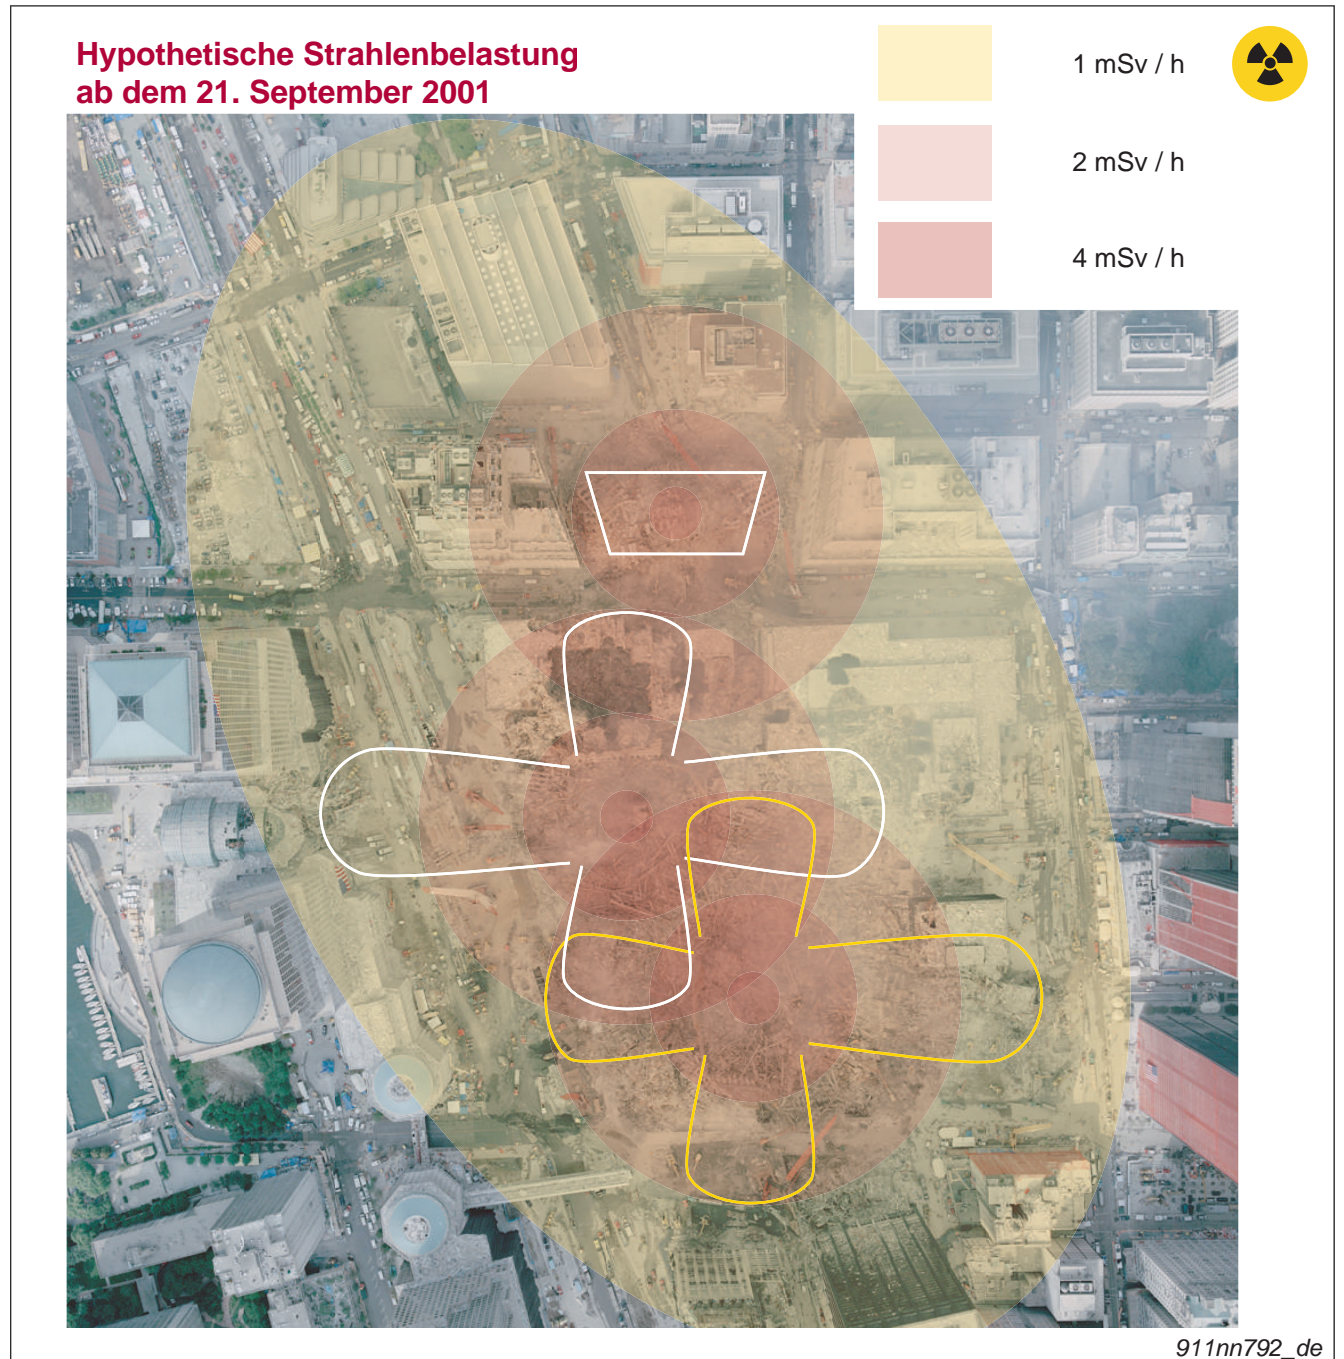 Hypothetische Strahlenbelastung
ab dem 21. September 2001
1 mSv / h
2 mSv / h
4 mSv / h
911nn792_de